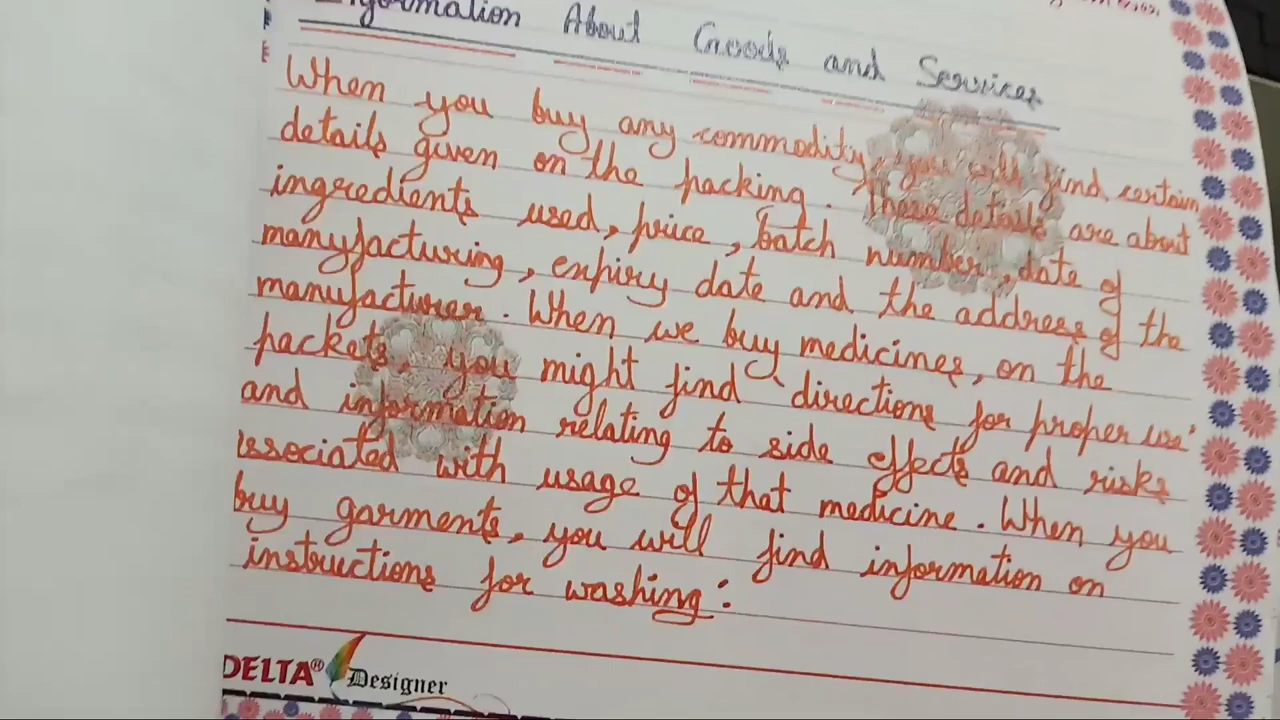 Information About Goods and Services
When you buy any commodity, you will find certain
details given on the packing. These details are about
ingredients used, price, batch number, date of
manufacturing, expiry date and the address of the
manufacturer. When we buy medicines, on the
packets, you might find directions for proper use
and information relating to side effects and risks
associated with usage of that medicine. When you
buy garments, you will find information on
instructions for washing:
DELTA® Designer